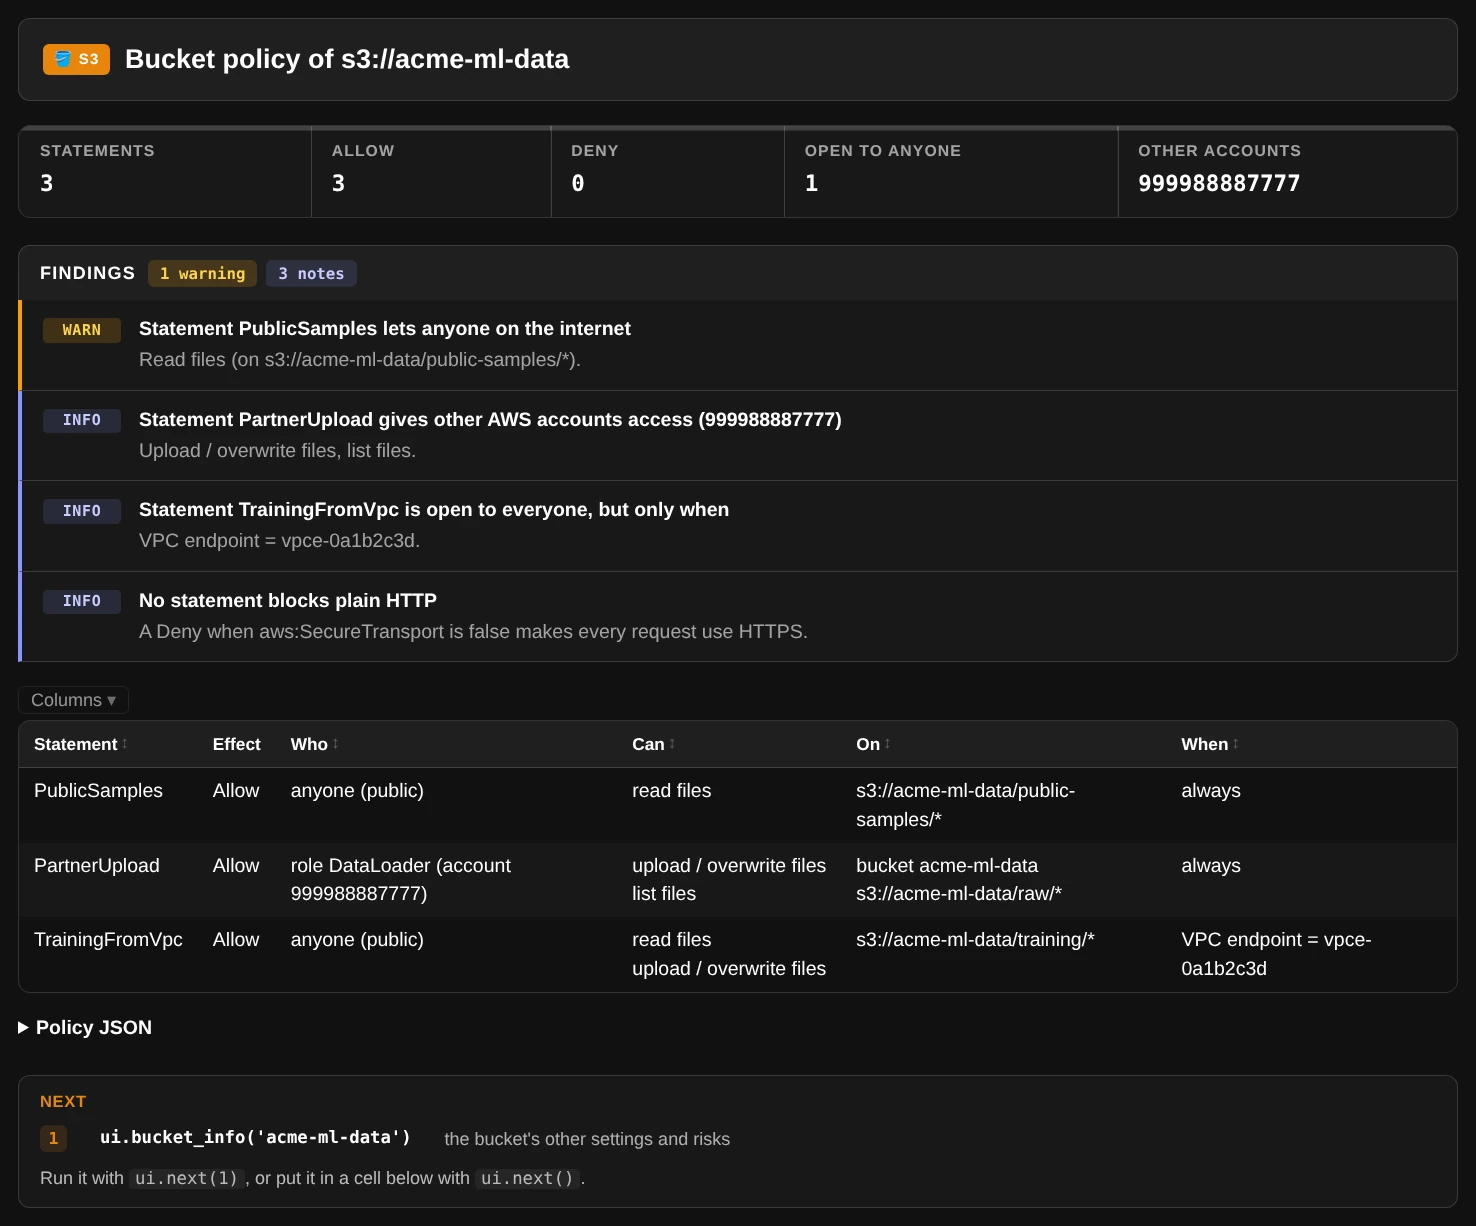 S3 Bucket policy of s3://acme-ml-data
STATEMENTS
3
ALLOW
3
DENY
0
OPEN TO ANYONE
1
OTHER ACCOUNTS
999988887777
FINDINGS 1 warning 3 notes
WARN Statement PublicSamples lets anyone on the internet
Read files (on s3://acme-ml-data/public-samples/*).
INFO Statement PartnerUpload gives other AWS accounts access (999988887777)
Upload / overwrite files, list files.
INFO Statement TrainingFromVpc is open to everyone, but only when
VPC endpoint = vpce-0a1b2c3d.
INFO No statement blocks plain HTTP
A Deny when aws:SecureTransport is false makes every request use HTTPS.
Columns ▾
Statement↕ Effect Who↕ Can↕ On↕ When↕
PublicSamples Allow anyone (public) read files s3://acme-ml-data/public- always
samples/*
PartnerUpload Allow role DataLoader (account upload / overwrite files bucket acme-ml-data always
999988887777) list files s3://acme-ml-data/raw/*
TrainingFromVpc Allow anyone (public) read files s3://acme-ml-data/training/* VPC endpoint = vpce-
upload / overwrite files 0a1b2c3d
▶ Policy JSON
NEXT
1 ui.bucket_info('acme-ml-data') the bucket's other settings and risks
Run it with ui.next(1), or put it in a cell below with ui.next().